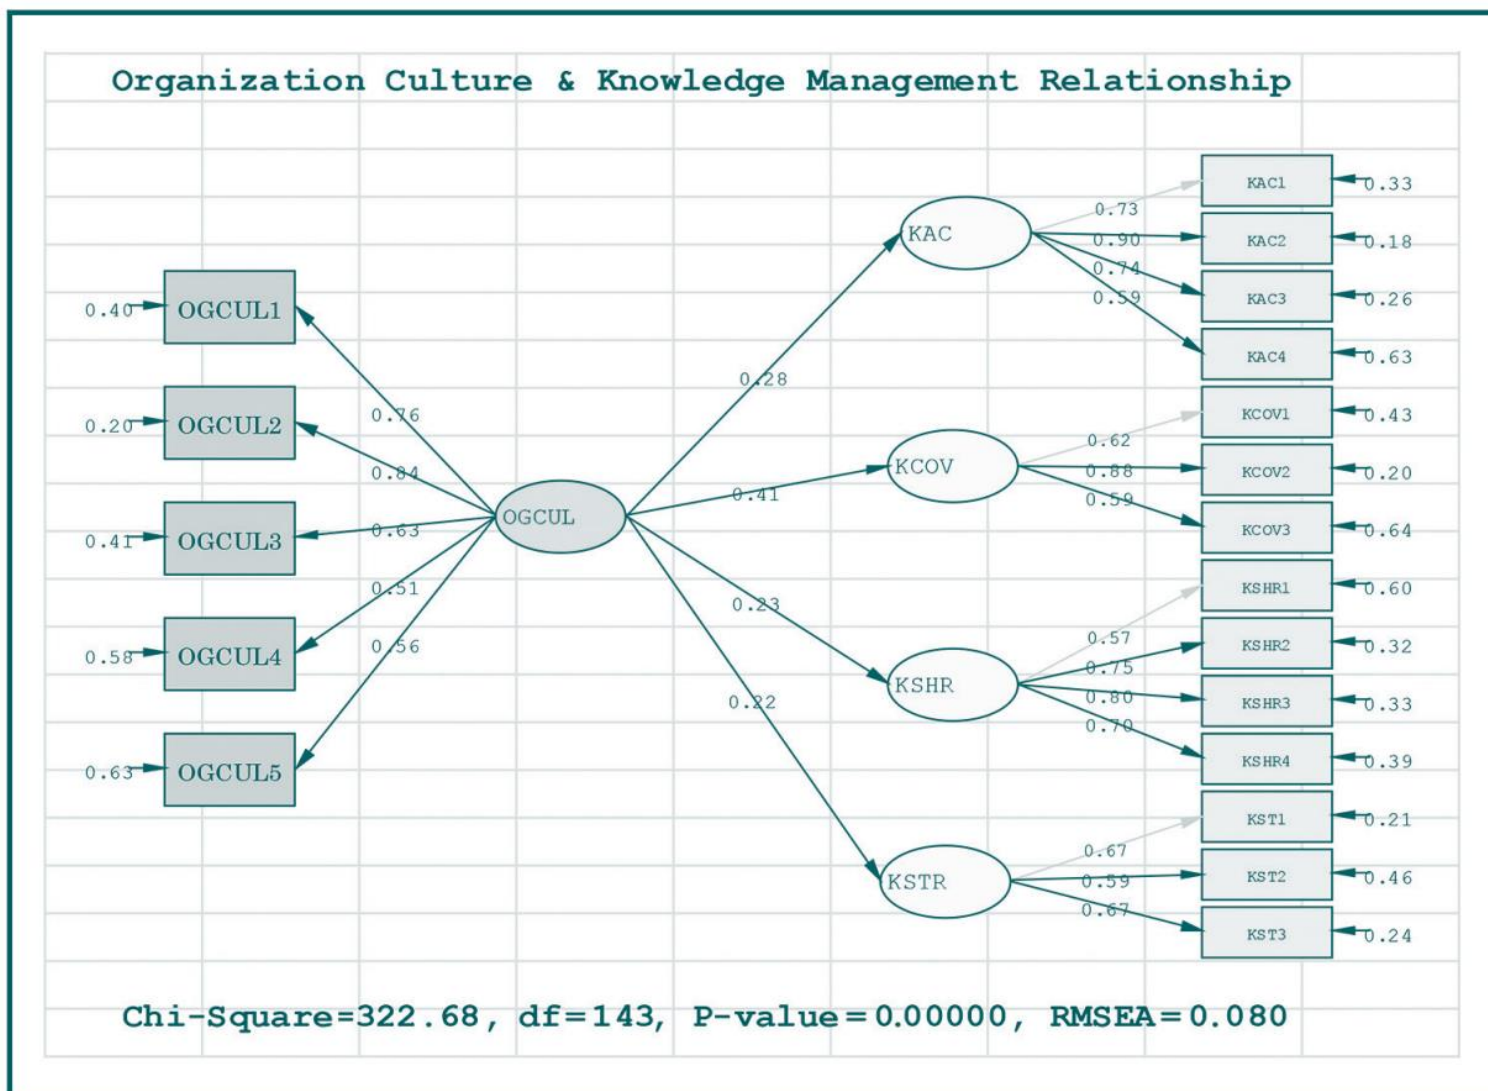 Organization Culture & Knowledge Management Relationship
KAC1
0.33
0.73
KAC
0.90
KAC2
0.18
0.74
KAC3
0.26
0.59
KAC4
0.63
0.40
OGCUL1
0.28
0.76
KCOV1
0.43
0.62
0.20
OGCUL2
KCOV
0.88
KCOV2
0.20
0.84
0.41
0.59
OGCUL
KCOV3
0.64
0.41
OGCUL3
0.63
KSHR1
0.60
0.51
0.23
0.57
KSHR2
0.32
0.58
OGCUL4
0.56
0.75
KSHR
0.80
KSHR3
0.33
0.22
0.70
KSHR4
0.39
0.63
OGCUL5
KST1
0.21
0.67
KSTR
0.59
KST2
0.46
0.67
KST3
0.24
Chi-Square=322.68, df=143, P-value=0.00000, RMSEA=0.080